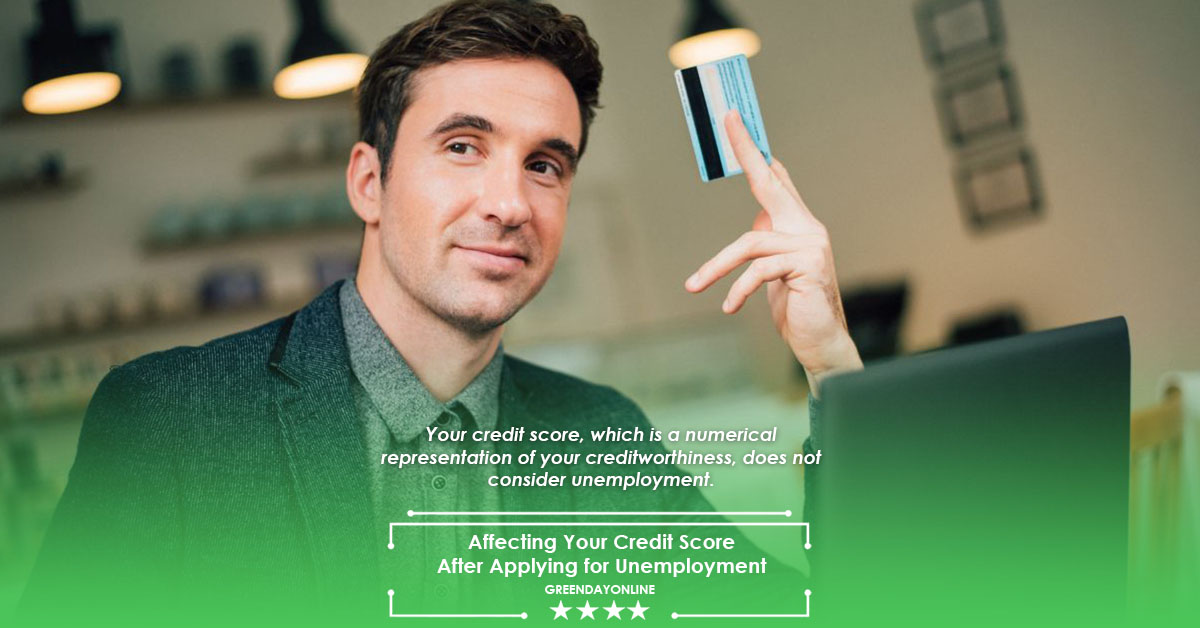 Your credit score, which is a numerical
representation of your creditworthiness, does not
consider unemployment.
Affecting Your Credit Score
After Applying for Unemployment
GREENDAYONLINE